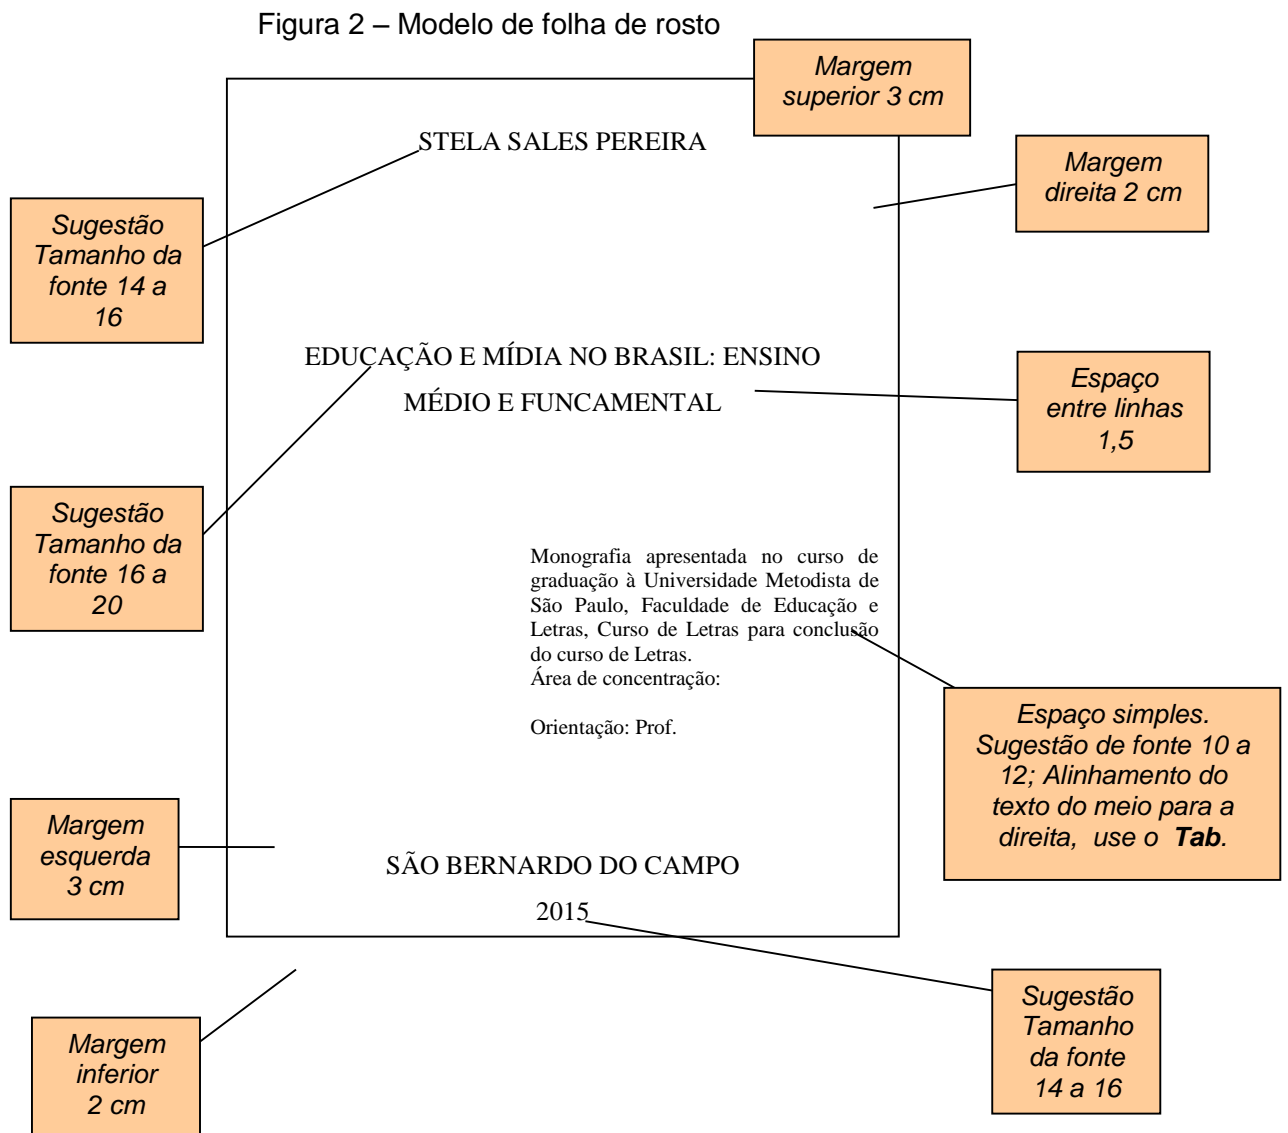 Figura 2 – Modelo de folha de rosto
Margem
superior 3 cm
STELA SALES PEREIRA
Margem
direita 2 cm
Sugestão
Tamanho da
fonte 14 a
16
EDUCAÇÃO E MÍDIA NO BRASIL: ENSINO
MÉDIO E FUNCAMENTAL
Espaço
entre linhas
1,5
Sugestão
Tamanho da
fonte 16 a
20
Monografia apresentada no curso de
graduação à Universidade Metodista de
São Paulo, Faculdade de Educação e
Letras, Curso de Letras para conclusão
do curso de Letras.
Área de concentração:
Orientação: Prof.
Espaço simples.
Sugestão de fonte 10 a
12; Alinhamento do
texto do meio para a
direita, use o Tab.
Margem
esquerda
3 cm
SÃO BERNARDO DO CAMPO
2015
Sugestão
Tamanho
da fonte
14 a 16
Margem
inferior
2 cm